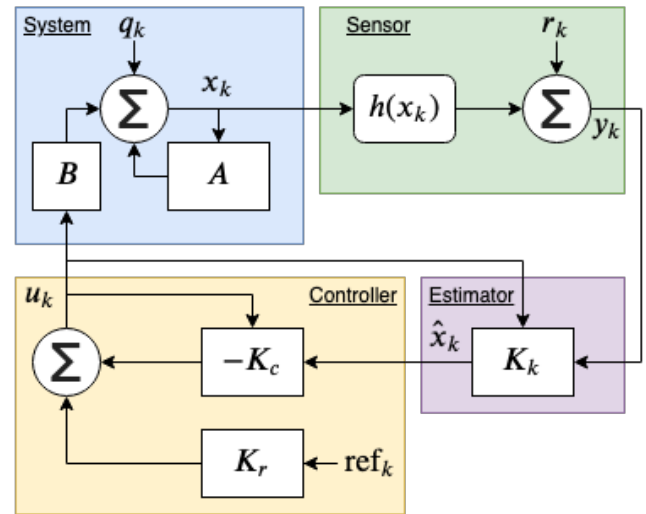 System
q_k
Σ
x_k
B
A
Sensor
r_k
h(x_k)
Σ
y_k
u_k
Controller
Σ
−K_c
K_r
ref_k
Estimator
x̂_k
K_k